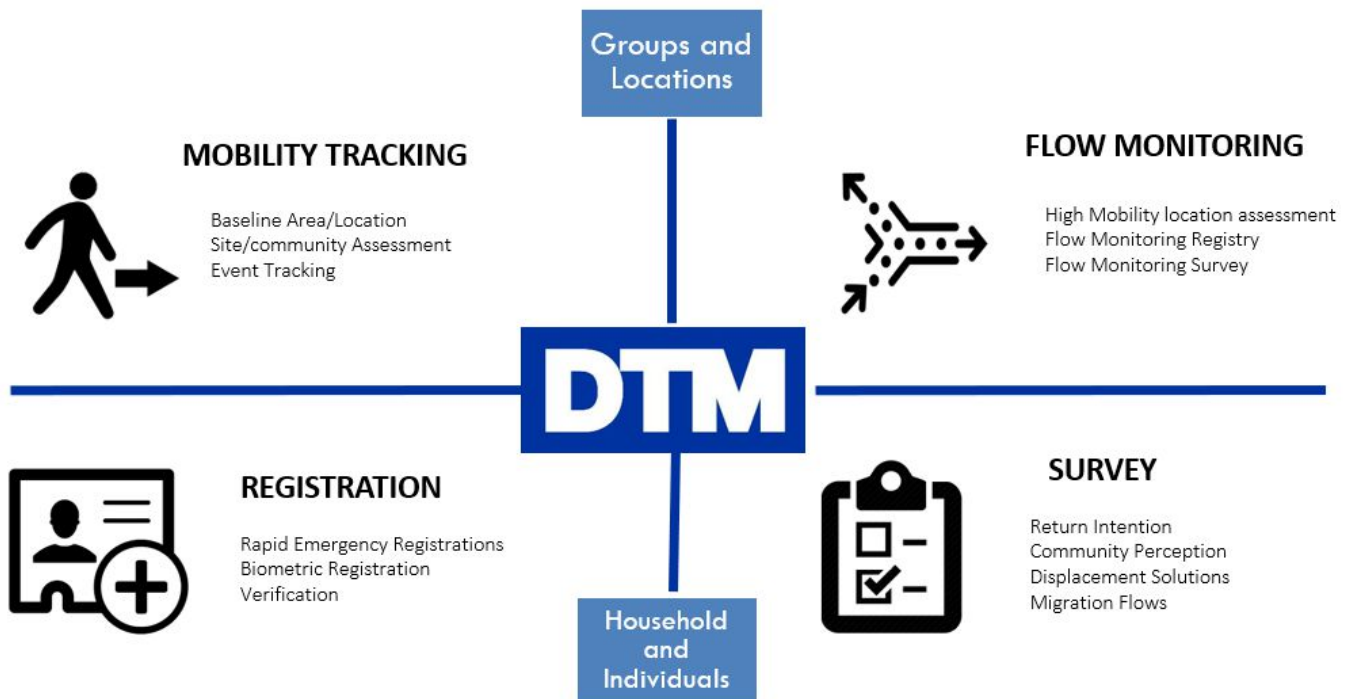 Groups and
Locations
MOBILITY TRACKING
Baseline Area/Location
Site/community Assessment
Event Tracking
FLOW MONITORING
High Mobility location assessment
Flow Monitoring Registry
Flow Monitoring Survey
DTM
REGISTRATION
Rapid Emergency Registrations
Biometric Registration
Verification
SURVEY
Return Intention
Community Perception
Displacement Solutions
Migration Flows
Household
and
Individuals